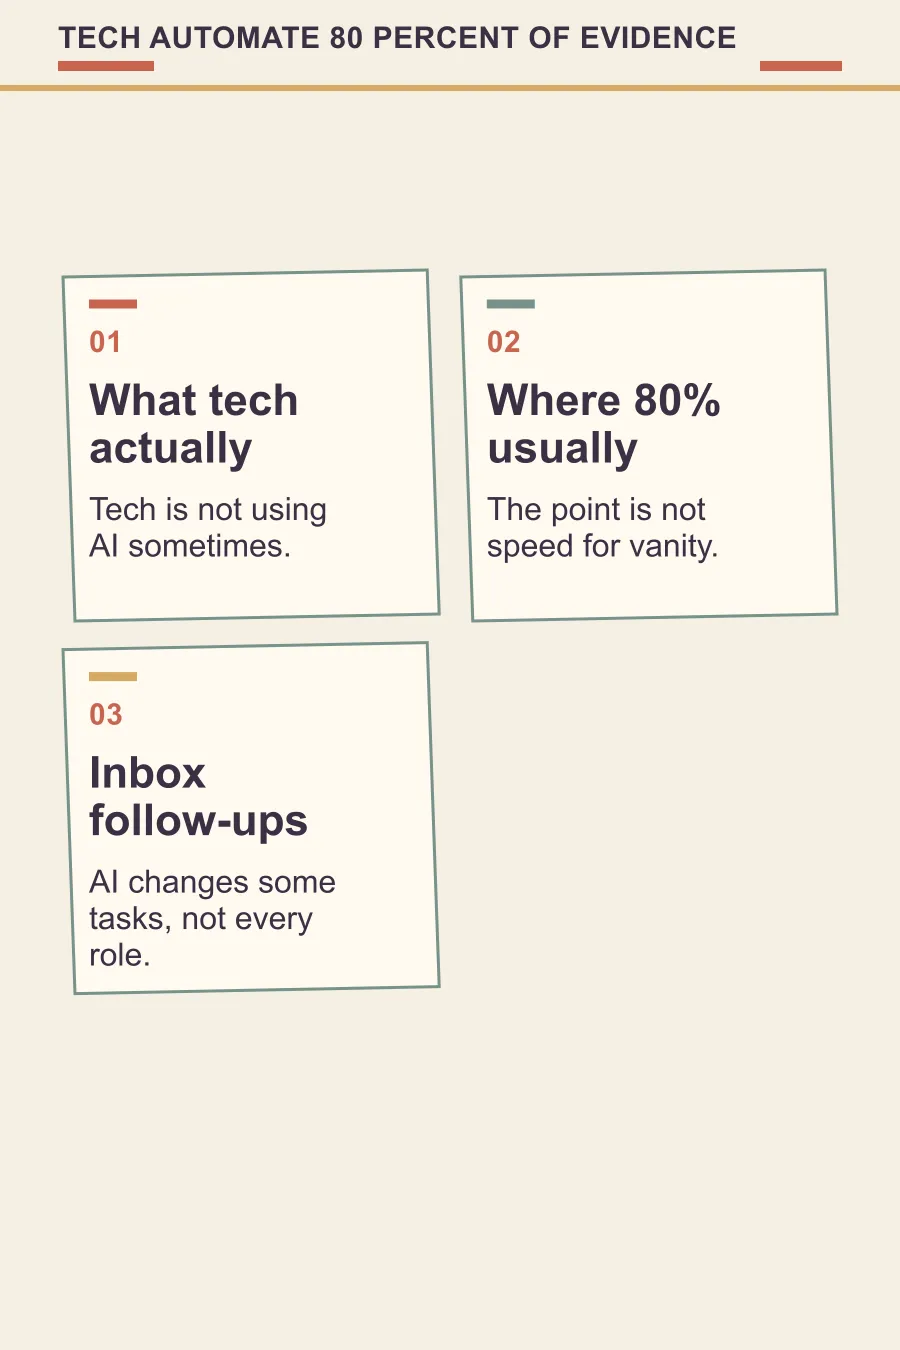 TECH AUTOMATE 80 PERCENT OF EVIDENCE
01
What tech
actually
Tech is not using
AI sometimes.
02
Where 80%
usually
The point is not
speed for vanity.
03
Inbox
follow-ups
AI changes some
tasks, not every
role.